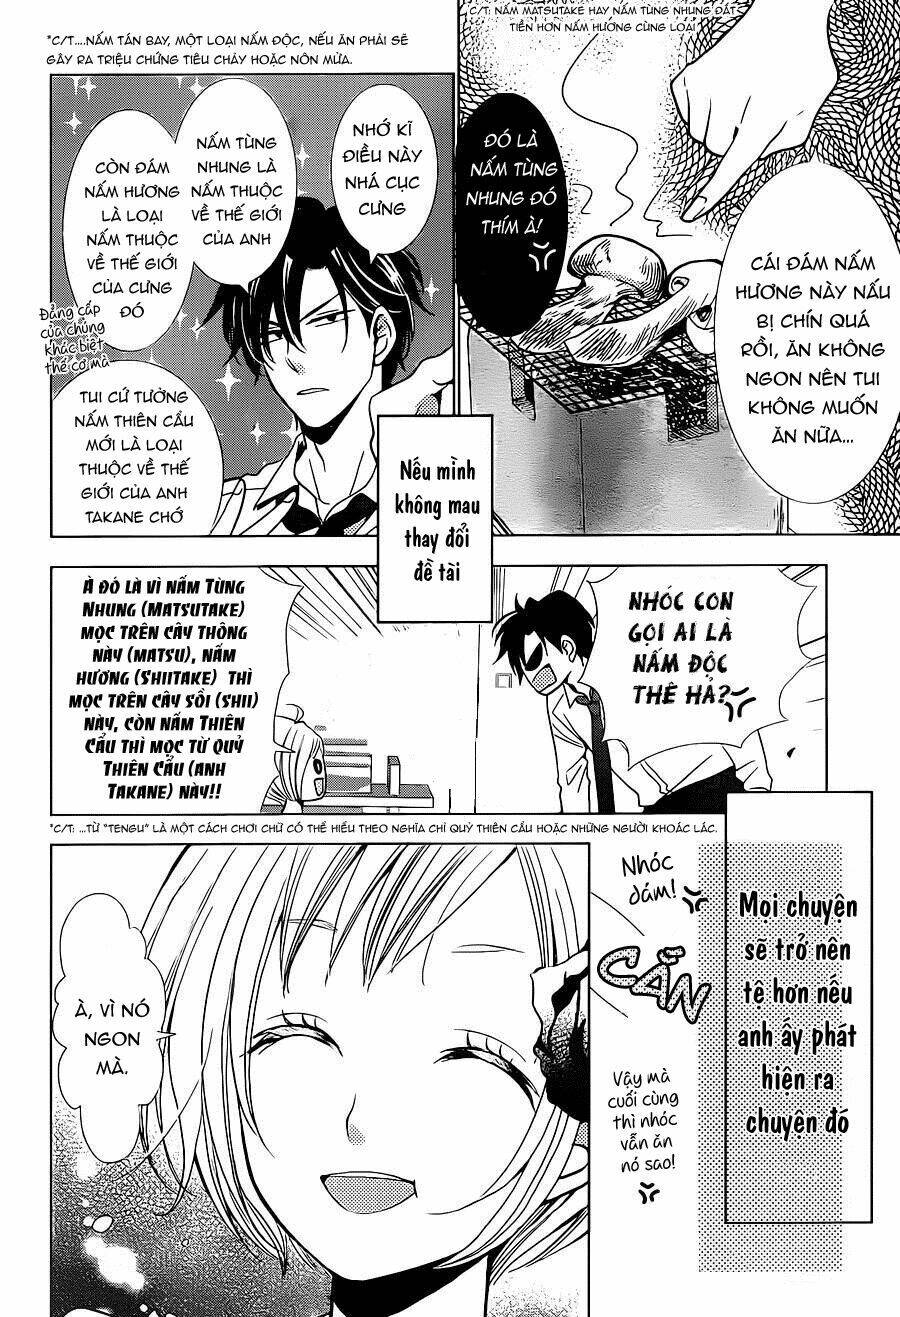 C/T: NẤM MATSUTAKE HAY NẤM TÙNG NHUNG ĐẮT
TIỀN HƠN NẤM HƯƠNG CÙNG LOẠI
CÁI ĐÁM NẤM
HƯƠNG NÀY NẤU
BỊ CHÍN QUÁ
RỒI, ĂN KHÔNG
NGON NÊN TUI
KHÔNG MUỐN
ĂN NỮA...
ĐÓ LÀ
NẤM TÙNG
NHUNG ĐÓ
THÍM À!
*C/T....NẤM TÁN BAY, MỘT LOẠI NẤM ĐỘC, NẾU ĂN PHẢI SẼ
GÂY RA TRIỆU CHỨNG TIÊU CHẢY HOẶC NÔN MỬA.
NHỚ KĨ
ĐIỀU NÀY
NHÁ CỤC
CƯNG
NẤM TÙNG
NHUNG LÀ
NẤM THUỘC
VỀ THẾ GIỚI
CỦA ANH
CÒN ĐÁM
NẤM HƯƠNG
LÀ LOẠI
NẤM THUỘC
VỀ THẾ GIỚI
CỦA CƯNG
ĐÓ
Đẳng cấp
của chúng
khác biệt
thế cơ mà
TUI CỨ TƯỞNG
NẤM THIÊN CẨU
MỚI LÀ LOẠI
THUỘC VỀ THẾ
GIỚI CỦA ANH
TAKANE CHỚ
Nếu mình
không mau
thay đổi
đề tài
NHÓC CON
GỌI AI LÀ
NẤM ĐỘC
THẾ HẢ?
À ĐÓ LÀ VÌ NẤM TÙNG
NHUNG (MATSUTAKE)
MỌC TRÊN CÂY THÔNG
NÀY (MATSU), NẤM
HƯƠNG (SHIITAKE) THÌ
MỌC TRÊN CÂY SỒI (SHII)
NÀY, CÒN NẤM THIÊN
CẨU THÌ MỌC TỪ QUỶ
THIÊN CẨU (ANH
TAKANE) NÀY!!
*C/T: ...TỪ "TENGU" LÀ MỘT CÁCH CHƠI CHỮ CÓ THỂ HIỂU THEO NGHĨA CHỈ QUỶ THIÊN CẨU HOẶC NHỮNG NGƯỜI KHOÁC LÁC.
Mọi chuyện
sẽ trở nên
tệ hơn nếu
anh ấy phát
hiện ra
chuyện đó
Nhóc
dám!
CẮN
Vậy mà
cuối cùng
thì nhóc
vẫn ăn
nó sao!
À, VÌ NÓ
NGON
MÀ.